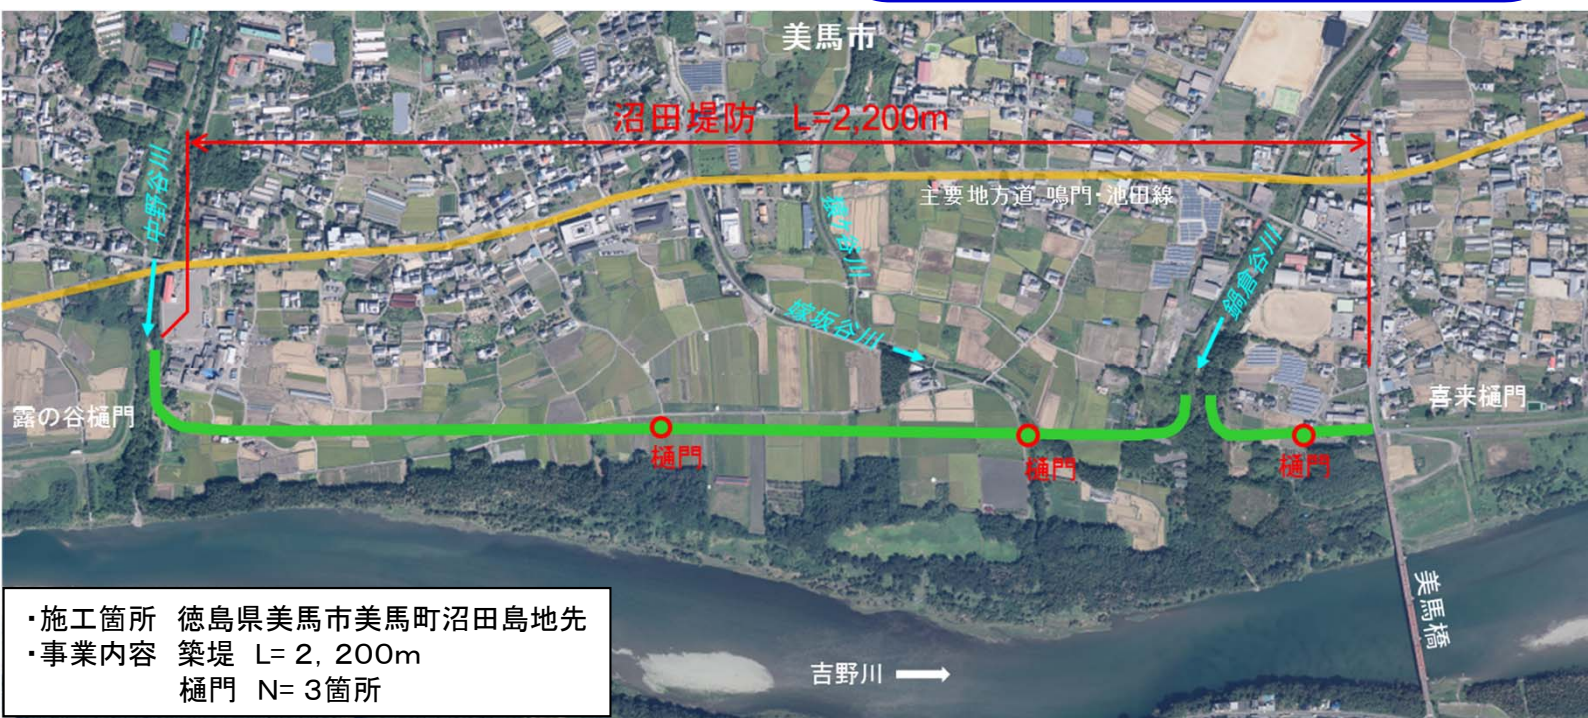 美馬市
沼田堤防　L=2,200m
中野谷川
主要地方道 鳴門・池田線
嫁坂谷川
鍋倉谷川
露の谷樋門
喜来樋門
樋門
樋門
樋門
美馬橋
吉野川
・施工箇所　徳島県美馬市美馬町沼田島地先
・事業内容　築堤　L=２，２００m
樋門　N=３箇所